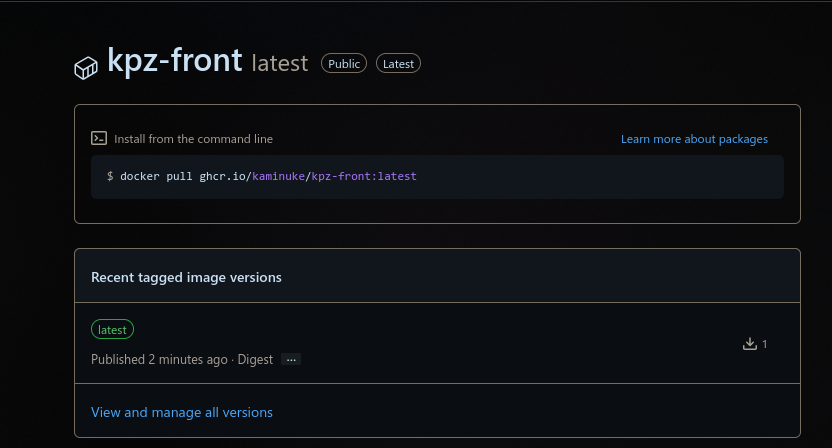 kpz-front latest Public Latest
Install from the command line Learn more about packages
$ docker pull ghcr.io/kaminuke/kpz-front:latest
Recent tagged image versions
latest
Published 2 minutes ago · Digest ···
1
View and manage all versions